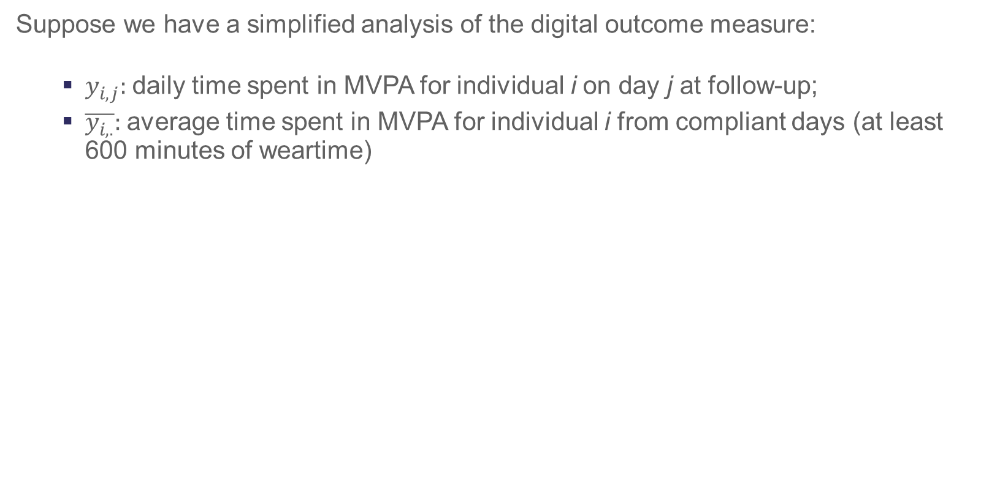 Suppose we have a simplified analysis of the digital outcome measure:
▪ $y_{i,j}$: daily time spent in MVPA for individual i on day j at follow-up;
▪ $\overline{y_{i,.}}$: average time spent in MVPA for individual i from compliant days (at least
600 minutes of weartime)